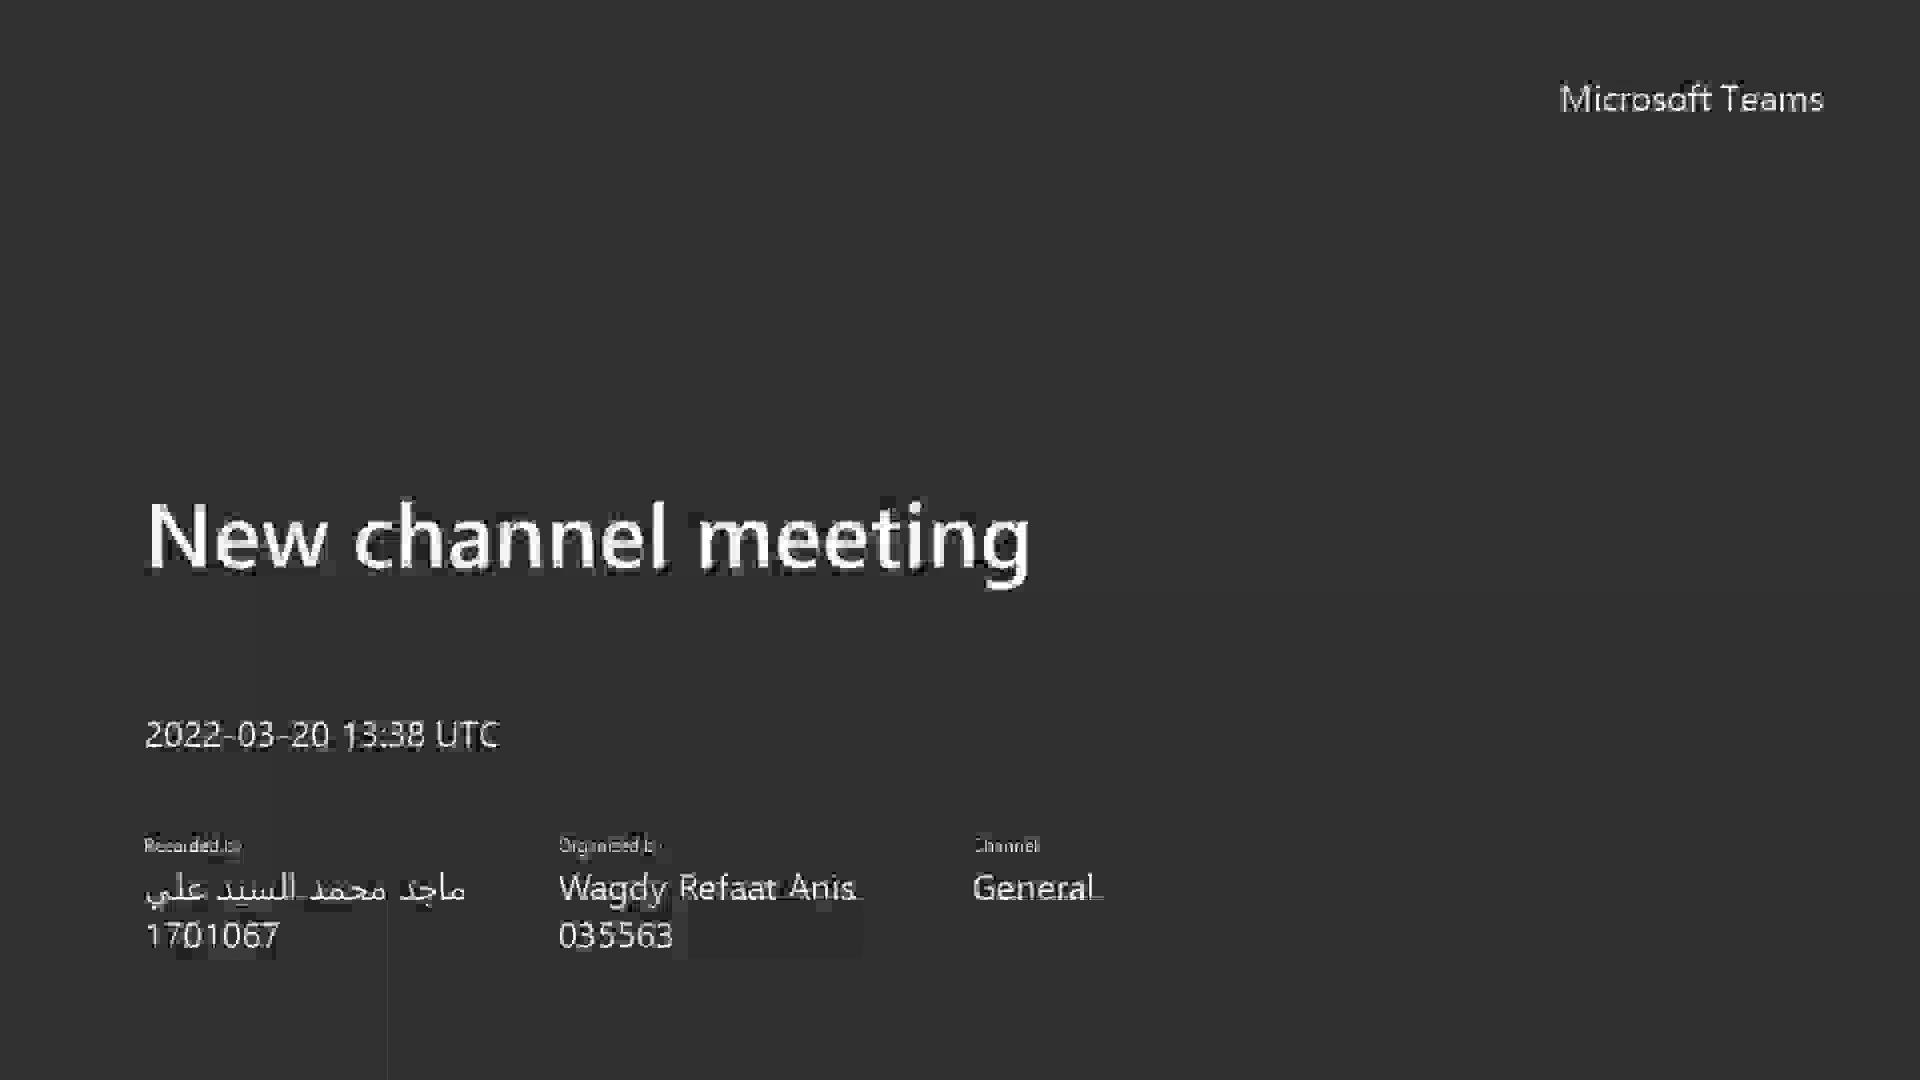 Microsoft Teams
New channel meeting
2022-03-20 13:38 UTC
Recorded by
Organized by
Channel
ماجد محمد السيد علي
Wagdy Refaat Anis
General
1701067
035563